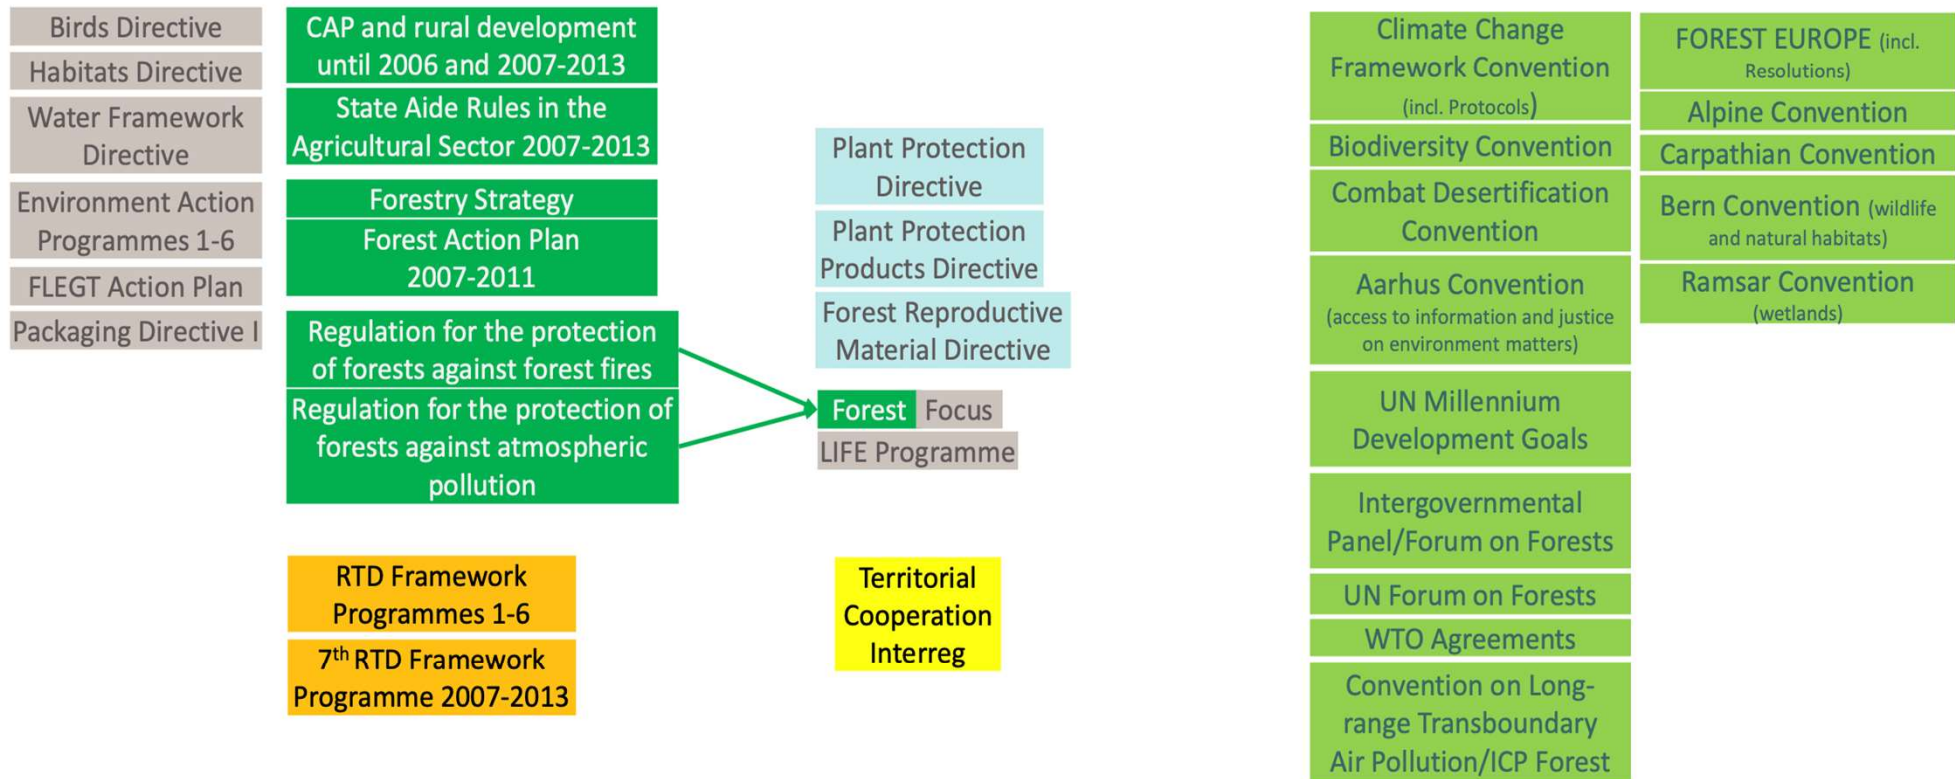 Birds Directive
Habitats Directive
Water Framework
Directive
Environment Action
Programmes 1-6
FLEGT Action Plan
Packaging Directive I
CAP and rural development
until 2006 and 2007-2013
State Aide Rules in the
Agricultural Sector 2007-2013
Forestry Strategy
Forest Action Plan
2007-2011
Regulation for the protection
of forests against forest fires
Regulation for the protection of
forests against atmospheric
pollution
RTD Framework
Programmes 1-6
7th RTD Framework
Programme 2007-2013
Plant Protection
Directive
Plant Protection
Products Directive
Forest Reproductive
Material Directive
Forest Focus
LIFE Programme
Territorial
Cooperation
Interreg
Climate Change
Framework Convention
(incl. Protocols)
Biodiversity Convention
Combat Desertification
Convention
Aarhus Convention
(access to information and justice
on environment matters)
UN Millennium
Development Goals
Intergovernmental
Panel/Forum on Forests
UN Forum on Forests
WTO Agreements
Convention on Long-
range Transboundary
Air Pollution/ICP Forest
FOREST EUROPE (incl.
Resolutions)
Alpine Convention
Carpathian Convention
Bern Convention (wildlife
and natural habitats)
Ramsar Convention
(wetlands)